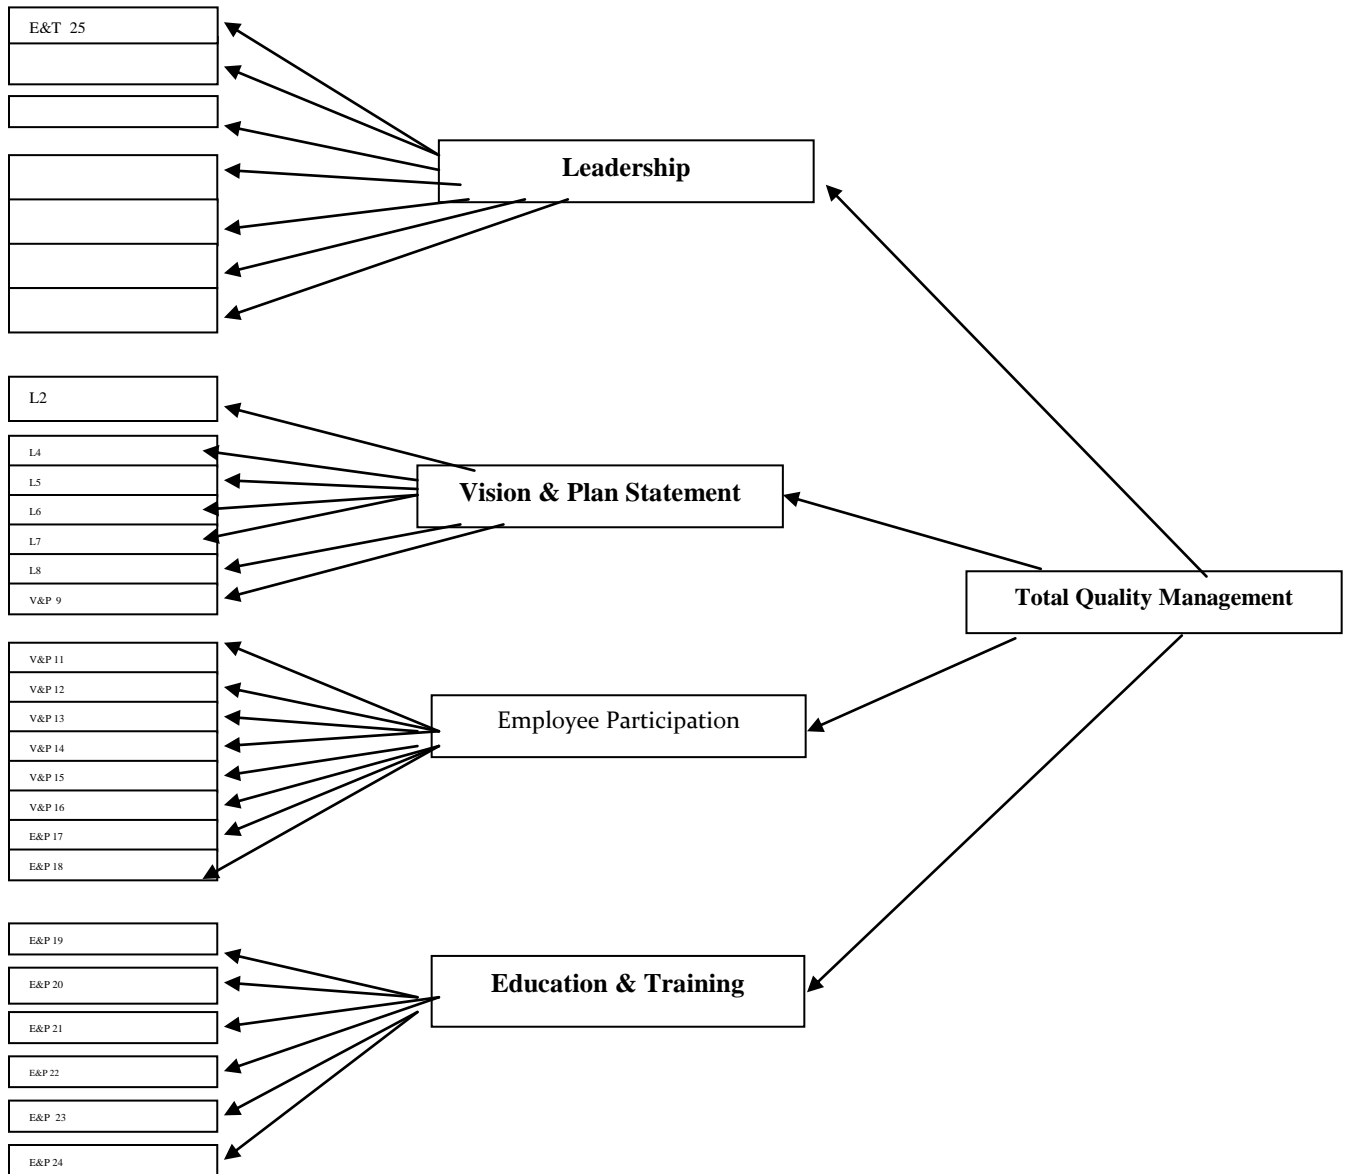 E&T 25
Leadership
L2
L4
L5
L6
L7
L8
V&P 9
Vision & Plan Statement
Total Quality Management
V&P 11
V&P 12
V&P 13
V&P 14
V&P 15
V&P 16
E&P 17
E&P 18
Employee Participation
E&P 19
E&P 20
E&P 21
E&P 22
E&P 23
E&P 24
Education & Training